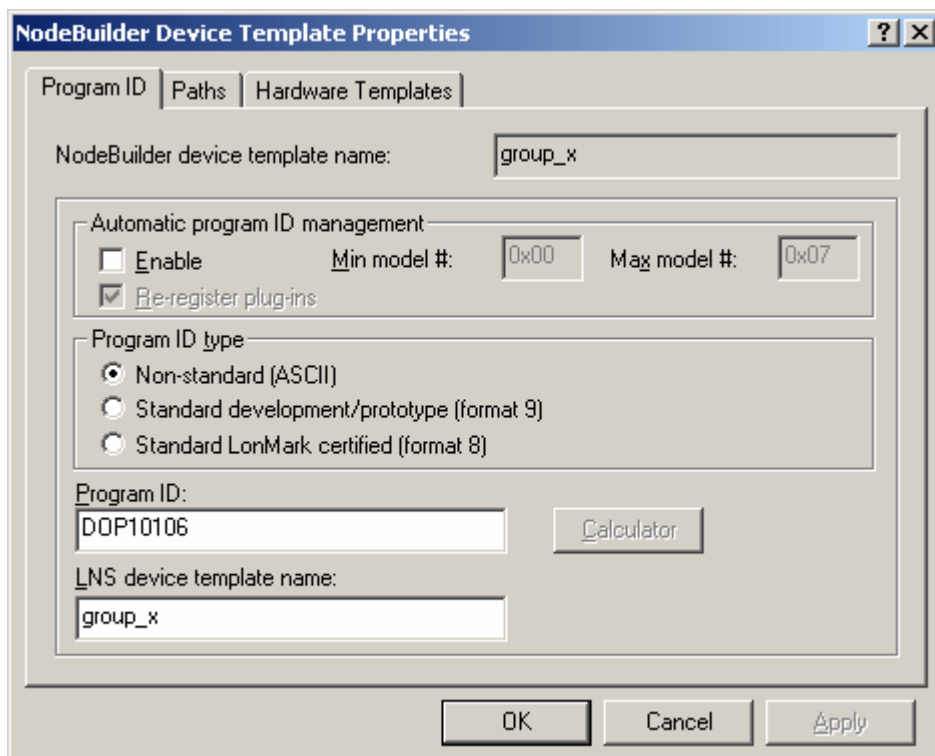 NodeBuilder Device Template Properties
Program ID Paths Hardware Templates
NodeBuilder device template name: group_x
Automatic program ID management
Enable Min model #: 0x00 Max model #: 0x07
Re-register plug-ins
Program ID type
Non-standard (ASCII)
Standard development/prototype (format 9)
Standard LonMark certified (format 8)
Program ID:
DOP10106 Calculator
LNS device template name:
group_x
OK Cancel Apply